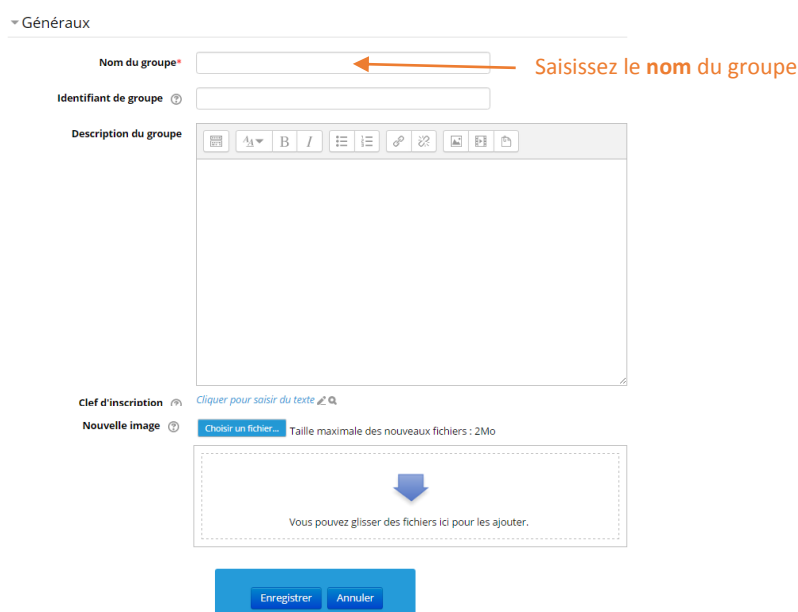 Généraux
Nom du groupe*
Saisissez le nom du groupe
Identifiant de groupe
Description du groupe
B I
Clef d'inscription
Cliquer pour saisir du texte
Nouvelle image
Choisir un fichier... Taille maximale des nouveaux fichiers : 2Mo
Vous pouvez glisser des fichiers ici pour les ajouter.
Enregistrer Annuler